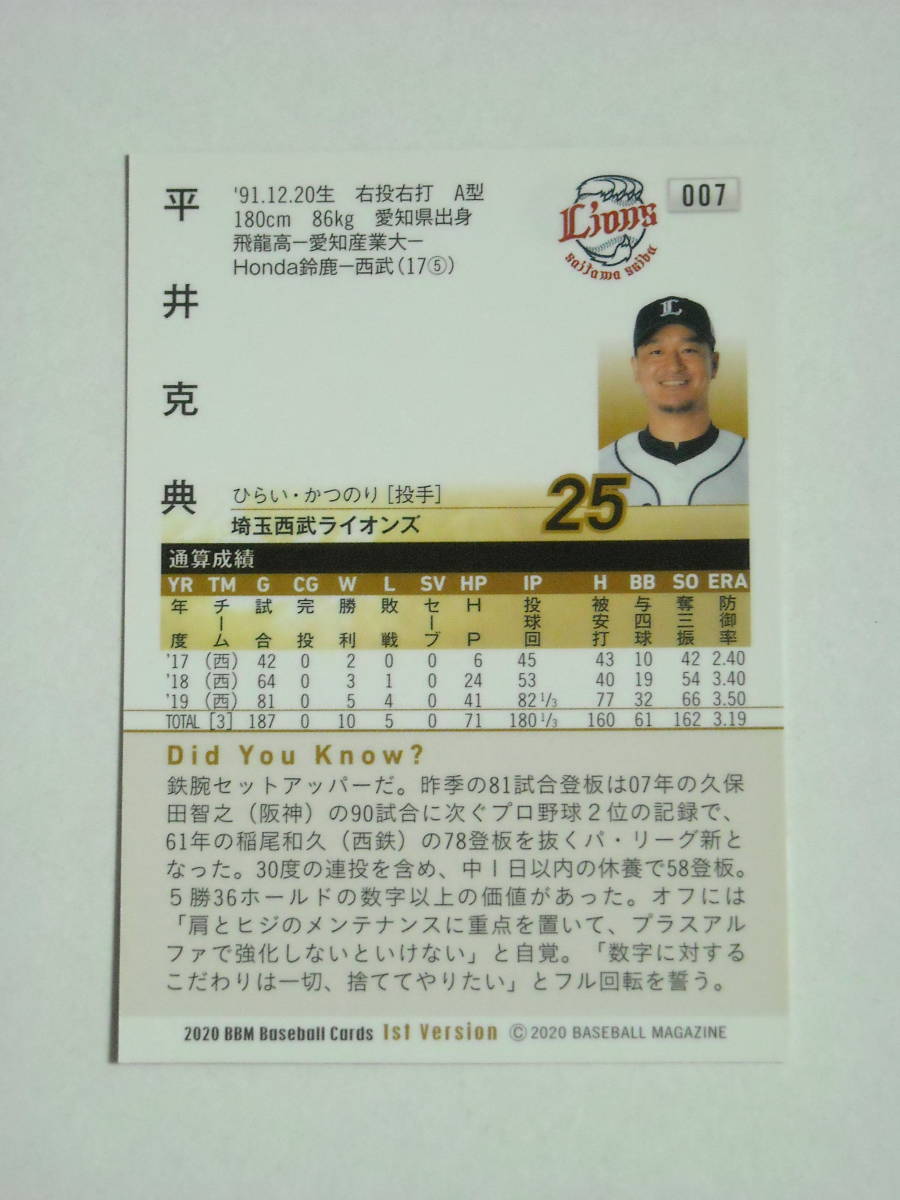 平井克典
'91.12.20生 右投右打 A型
180cm 86kg 愛知県出身
飛龍高ー愛知産業大ー
Honda鈴鹿ー西武(17⑤)
Lions
saitama seibu
007
L
ひらい・かつのり [投手]
埼玉西武ライオンズ
25
通算成績
YR TM G CG W L SV HP IP H BB SO ERA
年度 チーム 試合 完投 勝利 敗戦 セーブ HP 投球回 被安打 与四球 奪三振 防御率
'17 (西) 42 0 2 0 0 6 45 43 10 42 2.40
'18 (西) 64 0 3 1 0 24 53 40 19 54 3.40
'19 (西) 81 0 5 4 0 41 82 1/3 77 32 66 3.50
TOTAL [3] 187 0 10 5 0 71 180 1/3 160 61 162 3.19
Did You Know?
鉄腕セットアッパーだ。昨季の81試合登板は07年の久保
田智之（阪神）の90試合に次ぐプロ野球２位の記録で、
61年の稲尾和久（西鉄）の78登板を抜くパ・リーグ新と
なった。30度の連投を含め、中１日以内の休養で58登板。
５勝36ホールドの数字以上の価値があった。オフには
「肩とヒジのメンテナンスに重点を置いて、プラスアル
ファで強化しないといけない」と自覚。「数字に対する
こだわりは一切、捨ててやりたい」とフル回転を誓う。
2020 BBM Baseball Cards 1st Version © 2020 BASEBALL MAGAZINE